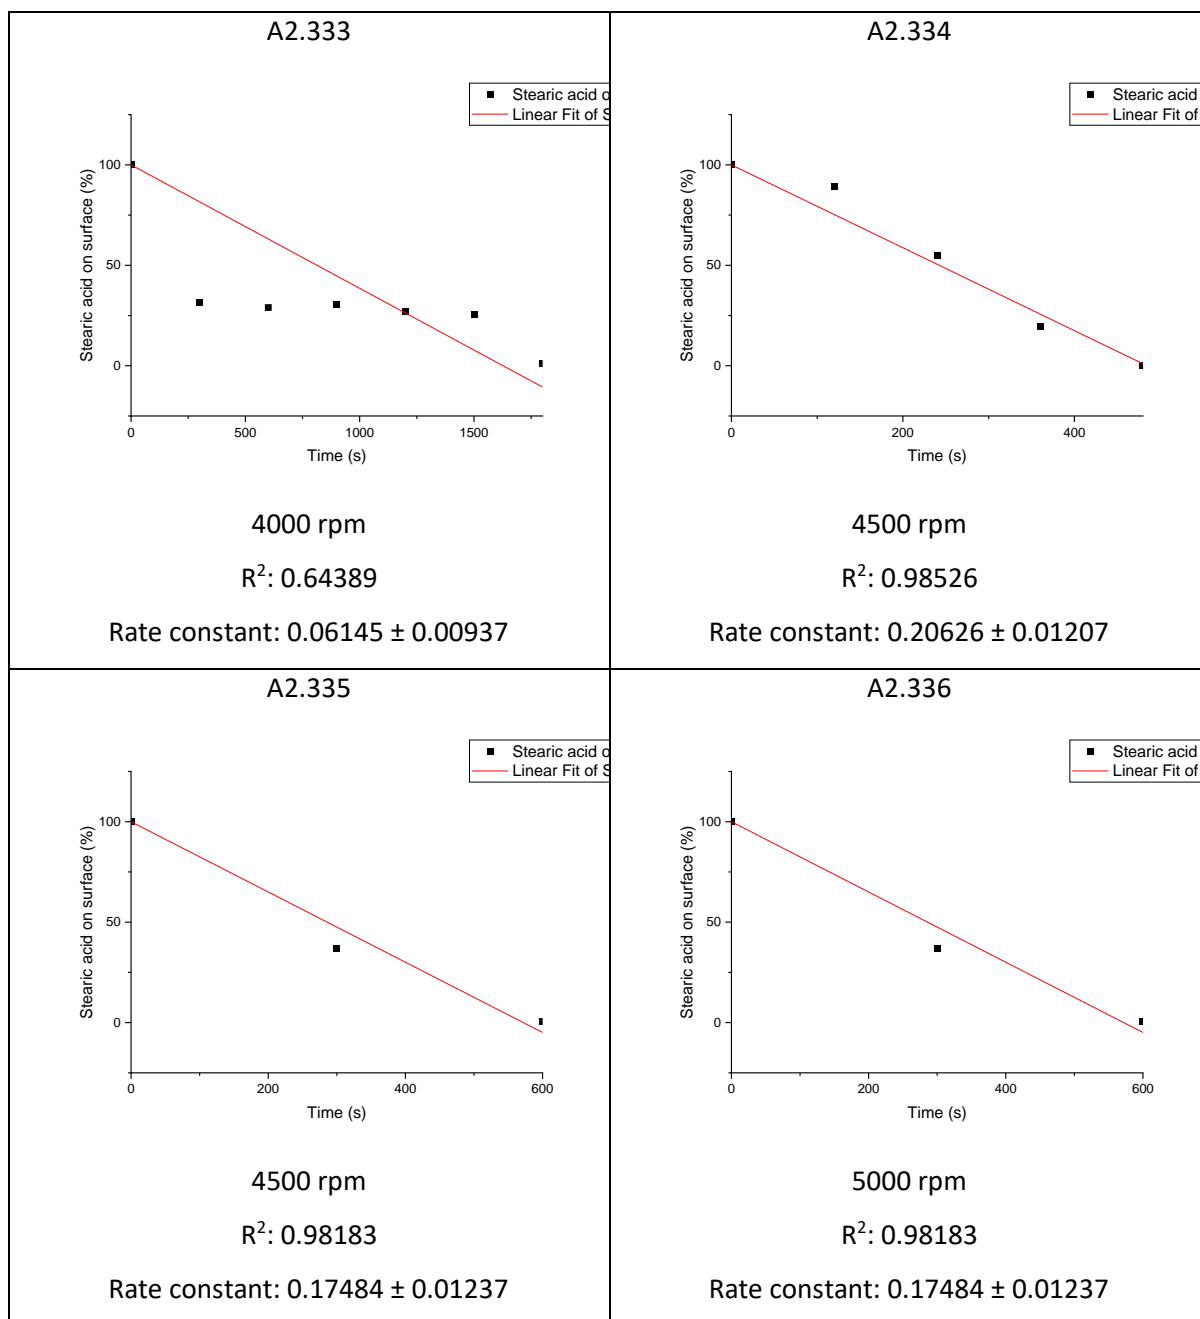 A2.333
Stearic acid o
Linear Fit of S
100
50
0
Stearic acid on surface (%)
0 500 1000 1500
Time (s)
4000 rpm
R²: 0.64389
Rate constant: 0.06145 ± 0.00937
A2.334
Stearic acid
Linear Fit of
100
50
0
Stearic acid on surface (%)
0 200 400
Time (s)
4500 rpm
R²: 0.98526
Rate constant: 0.20626 ± 0.01207
A2.335
Stearic acid o
Linear Fit of S
100
50
0
Stearic acid on surface (%)
0 200 400 600
Time (s)
4500 rpm
R²: 0.98183
Rate constant: 0.17484 ± 0.01237
A2.336
Stearic acid
Linear Fit of
100
50
0
Stearic acid on surface (%)
0 200 400 600
Time (s)
5000 rpm
R²: 0.98183
Rate constant: 0.17484 ± 0.01237